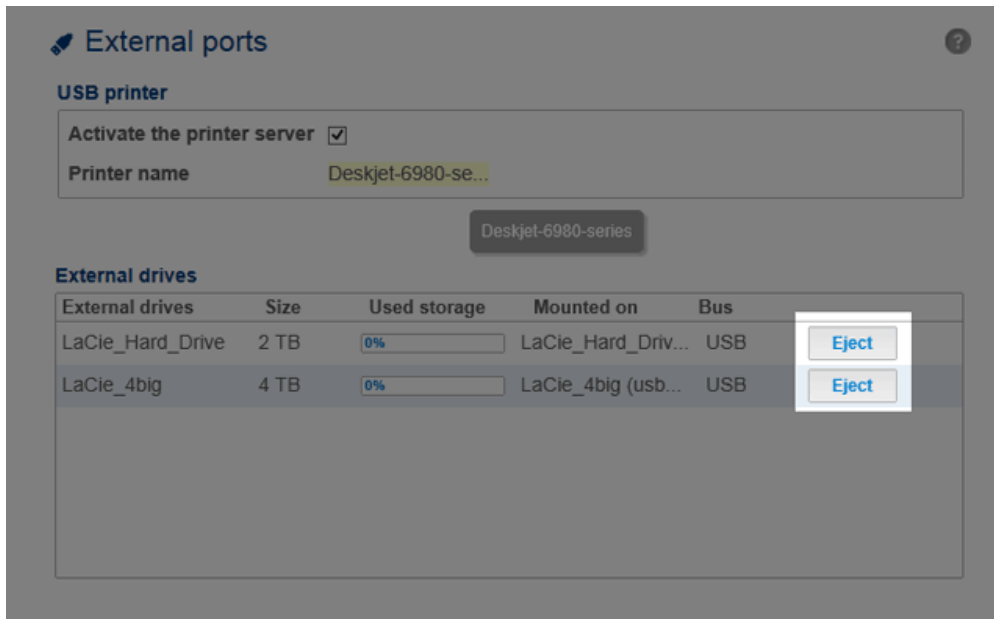 External ports ?
USB printer
Activate the printer server
Printer name Deskjet-6980-se...
Deskjet-6980-series
External drives
External drives Size Used storage Mounted on Bus
LaCie_Hard_Drive 2 TB 0% LaCie_Hard_Driv... USB Eject
LaCie_4big 4 TB 0% LaCie_4big (usb... USB Eject